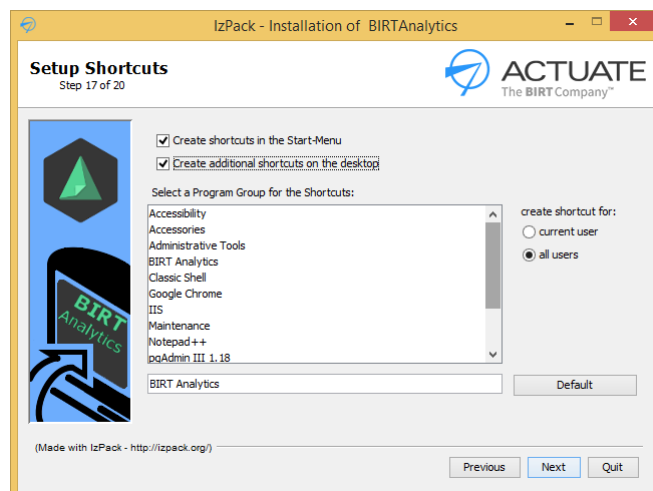 IzPack - Installation of BIRTAnalytics
Setup Shortcuts
Step 17 of 20
ACTUATE
The BIRT Company™
Create shortcuts in the Start-Menu
Create additional shortcuts on the desktop
Select a Program Group for the Shortcuts:
Accessibility
Accessories
Administrative Tools
BIRT Analytics
Classic Shell
Google Chrome
IIS
Maintenance
Notepad++
pgAdmin III 1.18
create shortcut for:
current user
all users
BIRT
Analytics
BIRT Analytics
Default
(Made with IzPack - http://izpack.org/)
Previous
Next
Quit